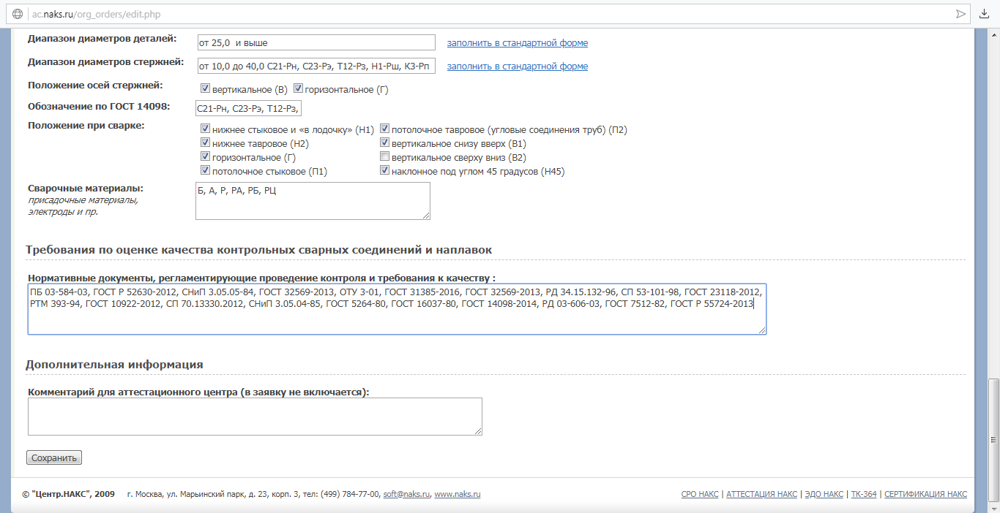 ac.naks.ru/org_orders/edit.php
Диапазон диаметров деталей: от 25,0 и выше заполнить в стандартной форме
Диапазон диаметров стержней: от 10,0 до 40,0 С21-Рн, С23-Рэ, Т12-Рз, Н1-Рш, К3-Рп заполнить в стандартной форме
Положение осей стержней: вертикальное (В) горизонтальное (Г)
Обозначение по ГОСТ 14098: С21-Рн, С23-Рэ, Т12-Рз,
Положение при сварке: нижнее стыковое и «в лодочку» (Н1) потолочное тавровое (угловые соединения труб) (П2)
нижнее тавровое (Н2) вертикальное снизу вверх (В1)
горизонтальное (Г) вертикальное сверху вниз (В2)
потолочное стыковое (П1) наклонное под углом 45 градусов (Н45)
Сварочные материалы: Б, А, Р, РА, РБ, РЦ
присадочные материалы,
электроды и пр.
Требования по оценке качества контрольных сварных соединений и наплавок
Нормативные документы, регламентирующие проведение контроля и требования к качеству :
ПБ 03-584-03, ГОСТ Р 52630-2012, СНиП 3.05.05-84, ГОСТ 32569-2013, ОТУ 3-01, ГОСТ 31385-2016, ГОСТ 32569-2013, РД 34.15.132-96, СП 53-101-98, ГОСТ 23118-2012,
РТМ 393-94, ГОСТ 10922-2012, СП 70.13330.2012, СНиП 3.05.04-85, ГОСТ 5264-80, ГОСТ 16037-80, ГОСТ 14098-2014, РД 03-606-03, ГОСТ 7512-82, ГОСТ Р 55724-2013
Дополнительная информация
Комментарий для аттестационного центра (в заявку не включается):
Сохранить
© "Центр.НАКС", 2009 г. Москва, ул. Марьинский парк, д. 23, корп. 3, тел: (499) 784-77-00, soft@naks.ru, www.naks.ru СРО НАКС | АТТЕСТАЦИЯ НАКС | ЭДО НАКС | ТК-364 | СЕРТИФИКАЦИЯ НАКС